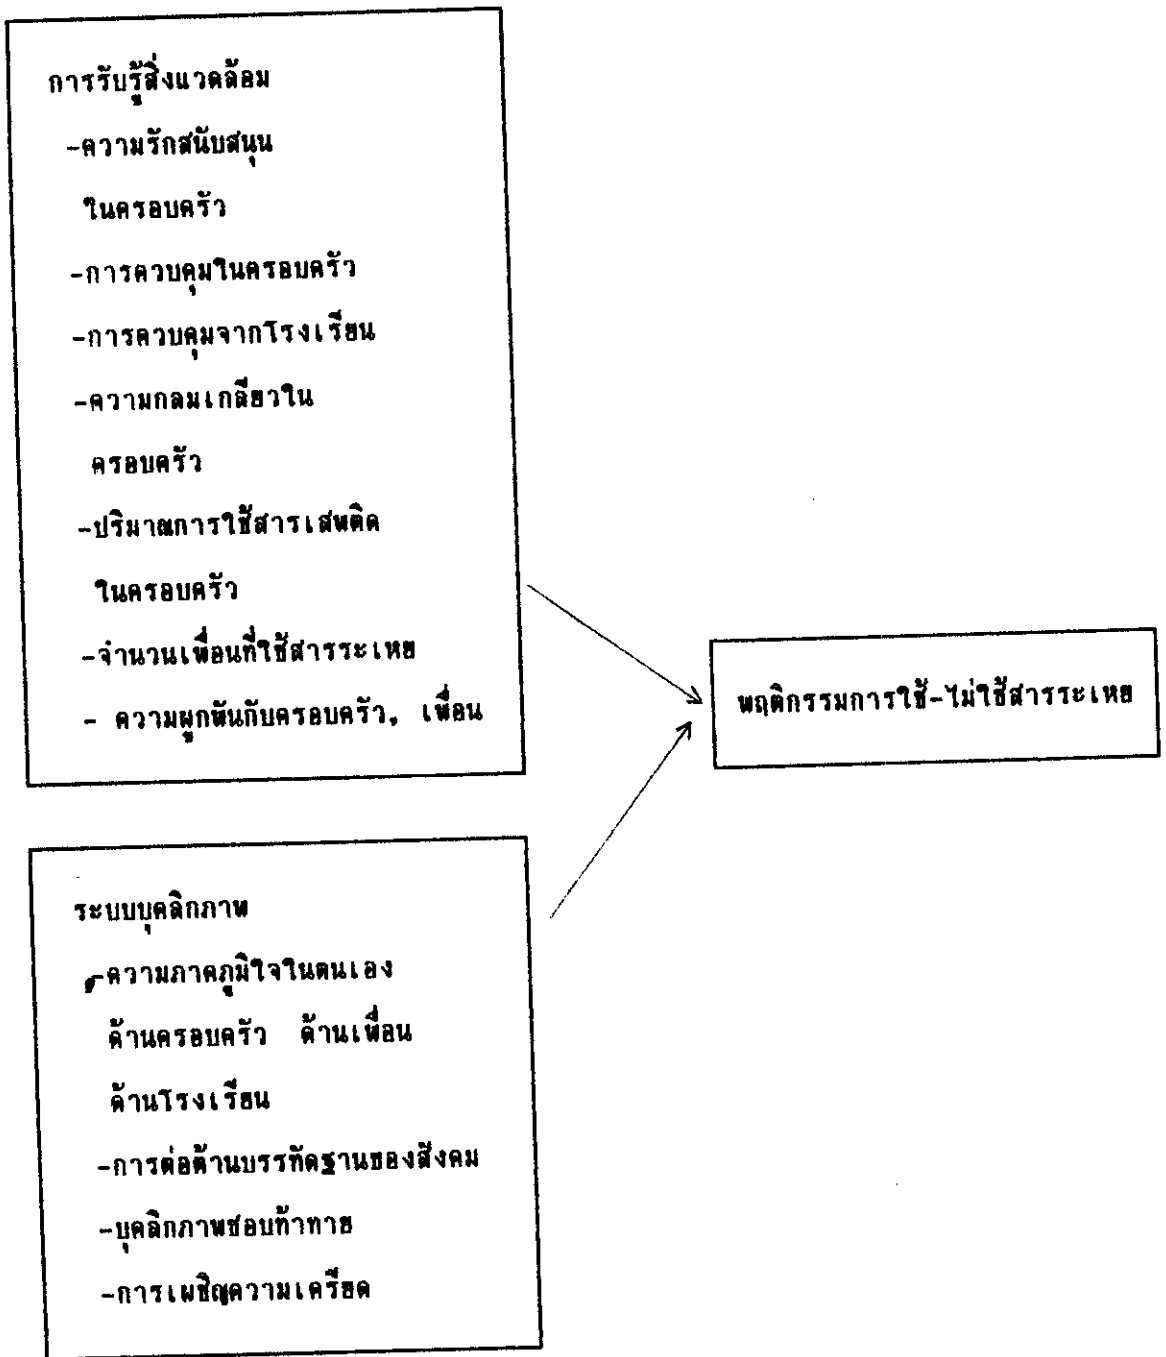 การรับรู้สิ่งแวดล้อม
-ความรักสนับสนุน
ในครอบครัว
-การควบคุมในครอบครัว
-การควบคุมจากโรงเรียน
-ความกลมเกลียวใน
ครอบครัว
-ปริมาณการใช้สารเสพติด
ในครอบครัว
-จำนวนเพื่อนที่ใช้สารระเหย
- ความผูกพันกับครอบครัว, เพื่อน
พฤติกรรมการใช้-ไม่ใช้สารระเหย
ระบบบุคลิกภาพ
-ความภาคภูมิใจในตนเอง
ด้านครอบครัว ด้านเพื่อน
ด้านโรงเรียน
-การต่อต้านบรรทัดฐานของสังคม
-บุคลิกภาพชอบท้าทาย
-การเผชิญความเครียด